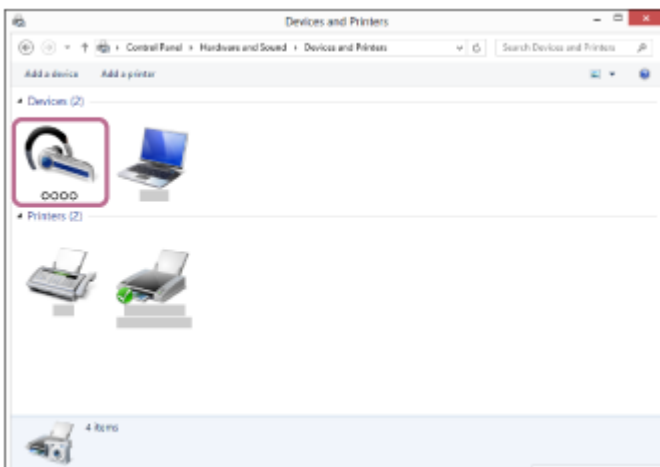 Devices and Printers
Control Panel › Hardware and Sound › Devices and Printers
Search Devices and Printers
Add a device Add a printer
Devices (2)
OOOO
Printers (2)
4 items